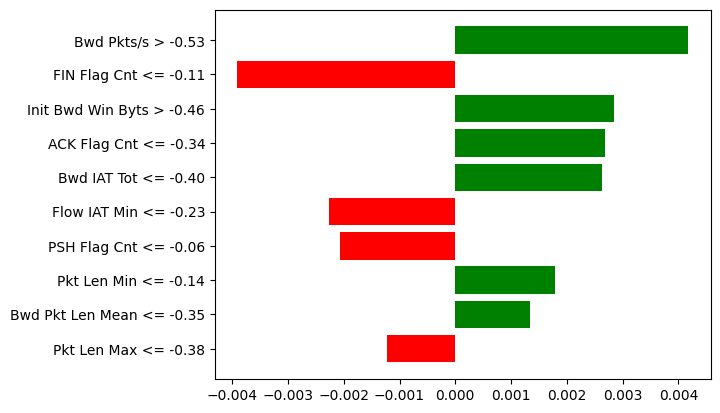 Bwd Pkts/s > -0.53
FIN Flag Cnt <= -0.11
Init Bwd Win Byts > -0.46
ACK Flag Cnt <= -0.34
Bwd IAT Tot <= -0.40
Flow IAT Min <= -0.23
PSH Flag Cnt <= -0.06
Pkt Len Min <= -0.14
Bwd Pkt Len Mean <= -0.35
Pkt Len Max <= -0.38
−0.004 −0.003 −0.002 −0.001 0.000 0.001 0.002 0.003 0.004